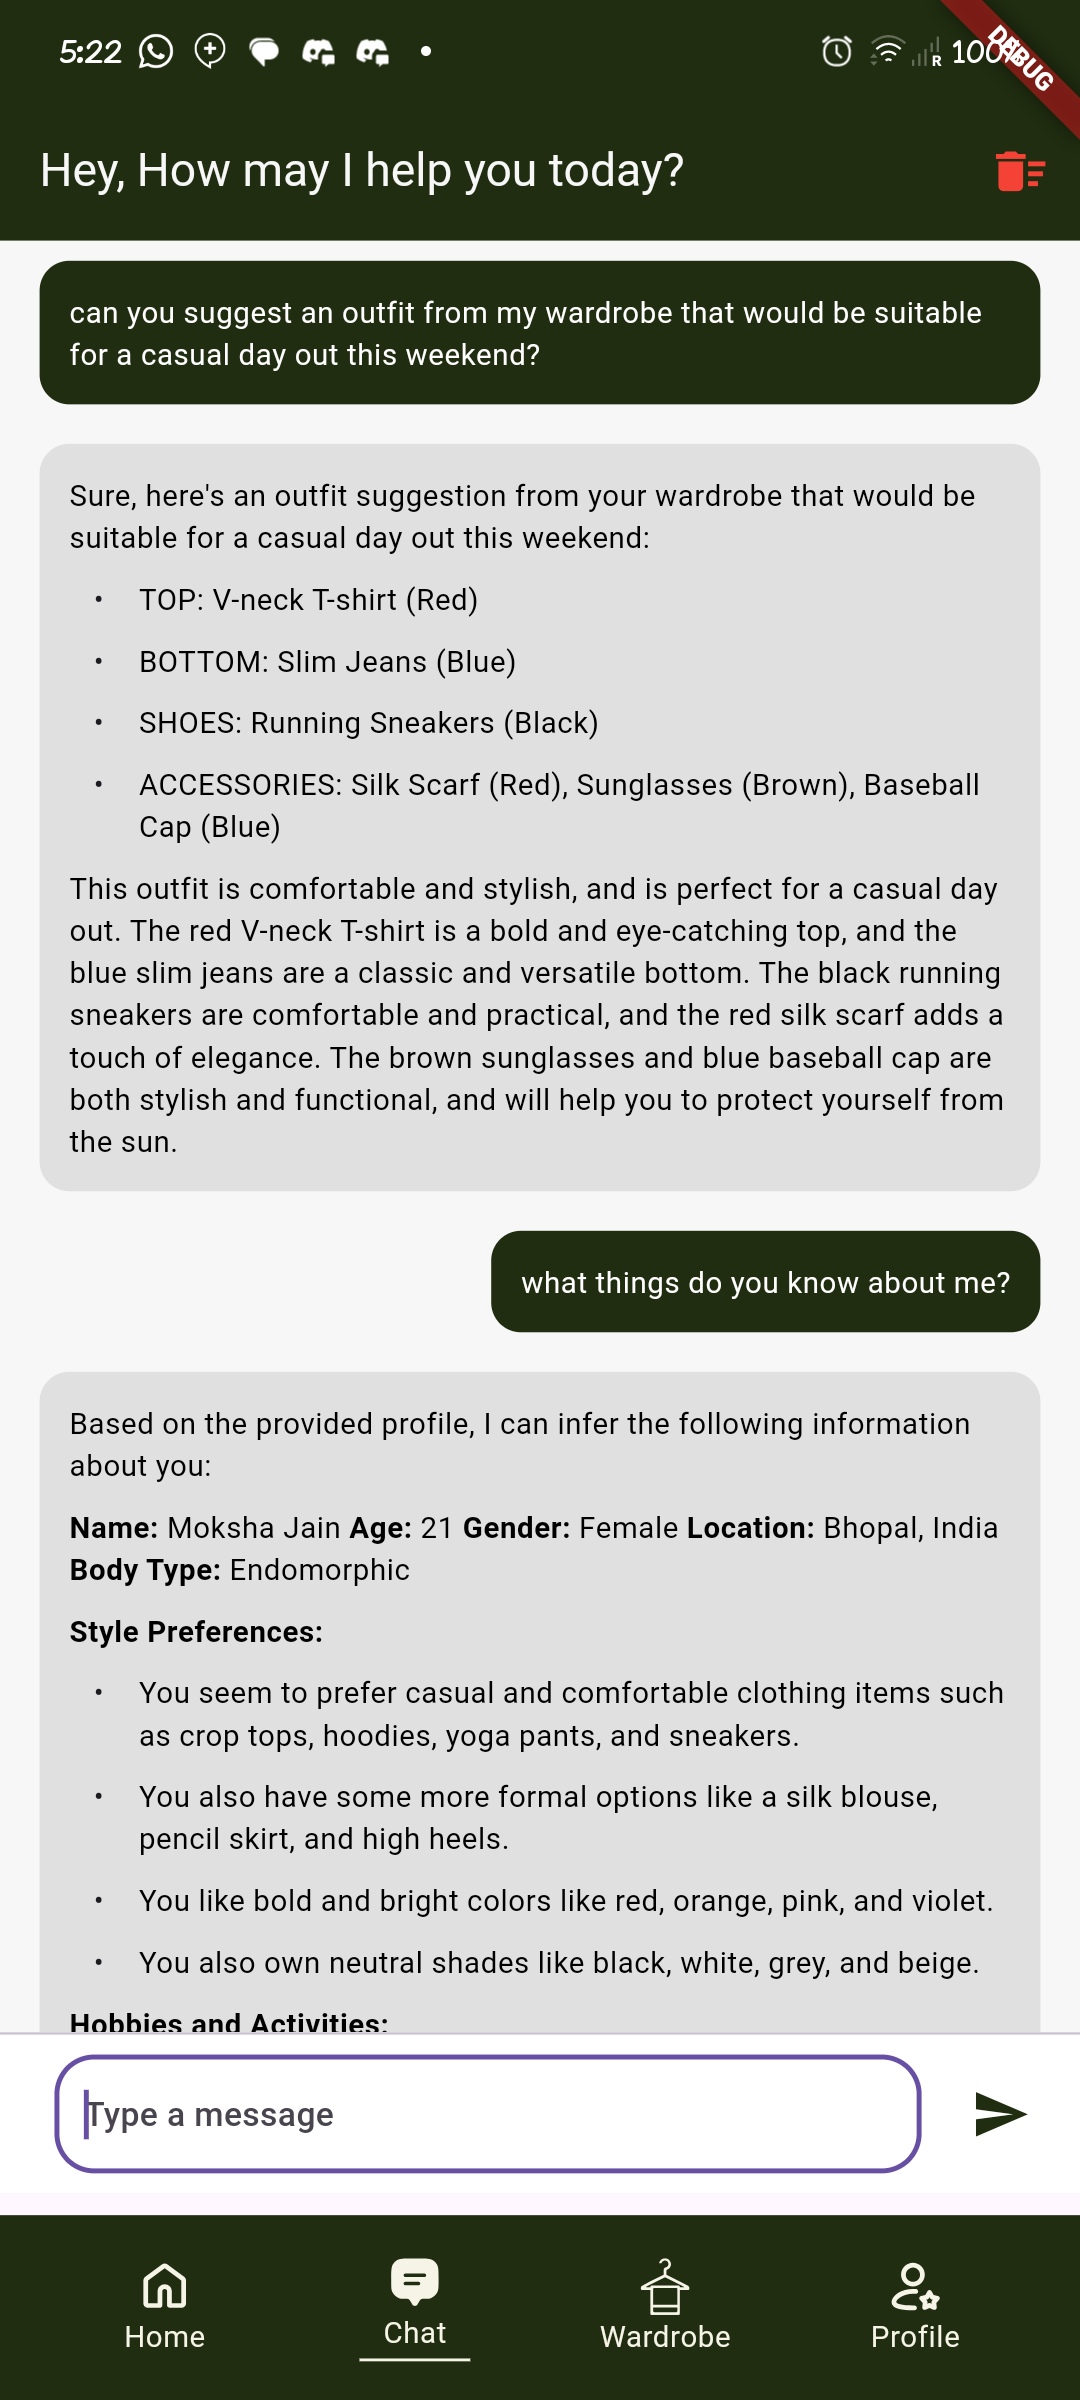 5:22
100%
DEBUG
Hey, How may I help you today?
can you suggest an outfit from my wardrobe that would be suitable
for a casual day out this weekend?
Sure, here's an outfit suggestion from your wardrobe that would be
suitable for a casual day out this weekend:
• TOP: V-neck T-shirt (Red)
• BOTTOM: Slim Jeans (Blue)
• SHOES: Running Sneakers (Black)
• ACCESSORIES: Silk Scarf (Red), Sunglasses (Brown), Baseball
Cap (Blue)
This outfit is comfortable and stylish, and is perfect for a casual day
out. The red V-neck T-shirt is a bold and eye-catching top, and the
blue slim jeans are a classic and versatile bottom. The black running
sneakers are comfortable and practical, and the red silk scarf adds a
touch of elegance. The brown sunglasses and blue baseball cap are
both stylish and functional, and will help you to protect yourself from
the sun.
what things do you know about me?
Based on the provided profile, I can infer the following information
about you:
Name: Moksha Jain Age: 21 Gender: Female Location: Bhopal, India
Body Type: Endomorphic
Style Preferences:
• You seem to prefer casual and comfortable clothing items such
as crop tops, hoodies, yoga pants, and sneakers.
• You also have some more formal options like a silk blouse,
pencil skirt, and high heels.
• You like bold and bright colors like red, orange, pink, and violet.
• You also own neutral shades like black, white, grey, and beige.
Hobbies and Activities:
Type a message
Home
Chat
Wardrobe
Profile